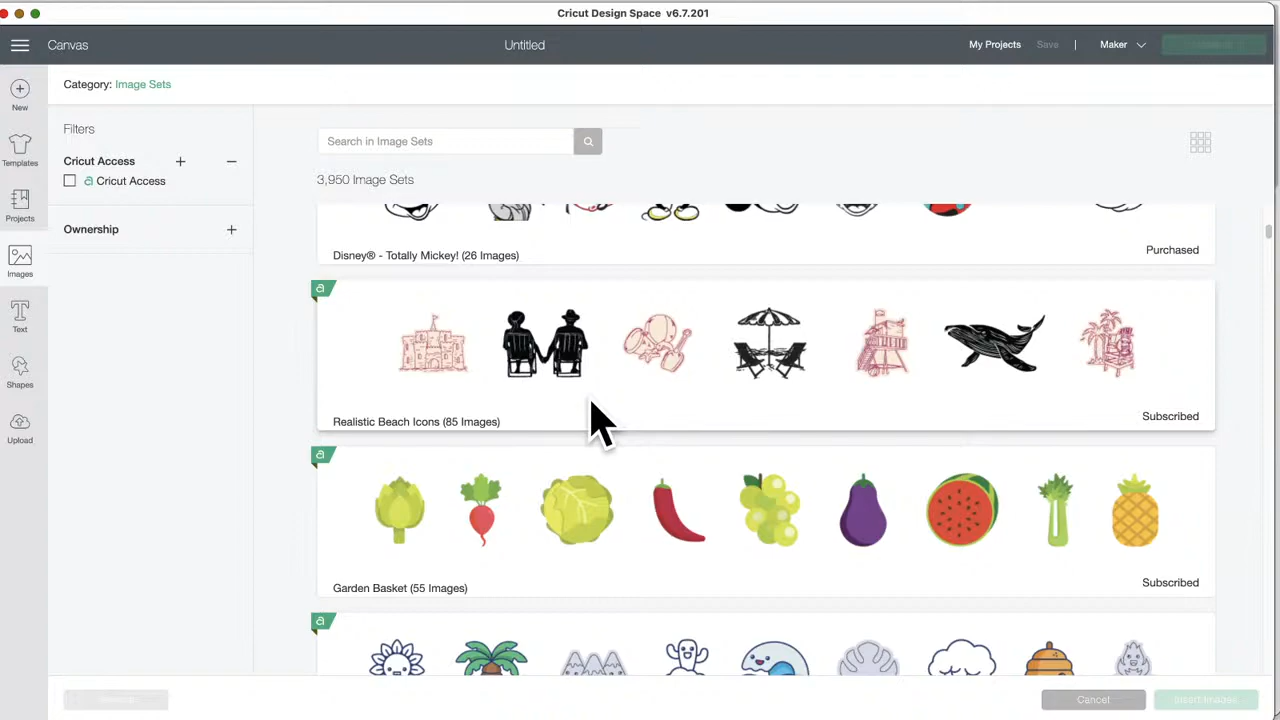 Cricut Design Space v6.7.201
Canvas
Untitled
My Projects
Save
|
Maker
New
Templates
Projects
Images
Text
Shapes
Upload
Category: Image Sets
Filters
Cricut Access
Cricut Access
Ownership
Search in Image Sets
3,950 Image Sets
Disney® - Totally Mickey! (26 Images)
Purchased
a
Realistic Beach Icons (85 Images)
Subscribed
a
Garden Basket (55 Images)
Subscribed
a
Cancel
Insert Images